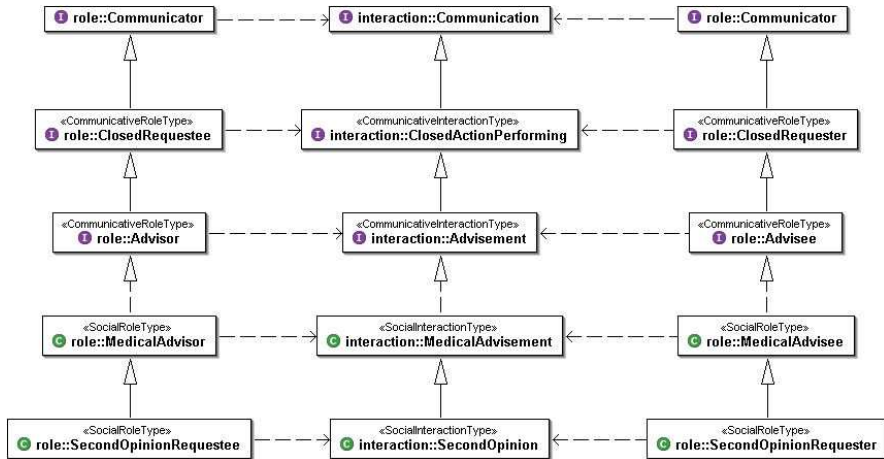 I role::Communicator
I interaction::Communication
I role::Communicator
«CommunicativeRoleType»
I role::ClosedRequestee
«CommunicativeInteractionType»
I interaction::ClosedActionPerforming
«CommunicativeRoleType»
I role::ClosedRequester
«CommunicativeRoleType»
I role::Advisor
«CommunicativeInteractionType»
I interaction::Advisement
«CommunicativeRoleType»
I role::Advisee
«SocialRoleType»
C role::MedicalAdvisor
«SocialInteractionType»
C interaction::MedicalAdvisement
«SocialRoleType»
C role::MedicalAdvisee
«SocialRoleType»
C role::SecondOpinionRequestee
«SocialInteractionType»
C interaction::SecondOpinion
«SocialRoleType»
C role::SecondOpinionRequester